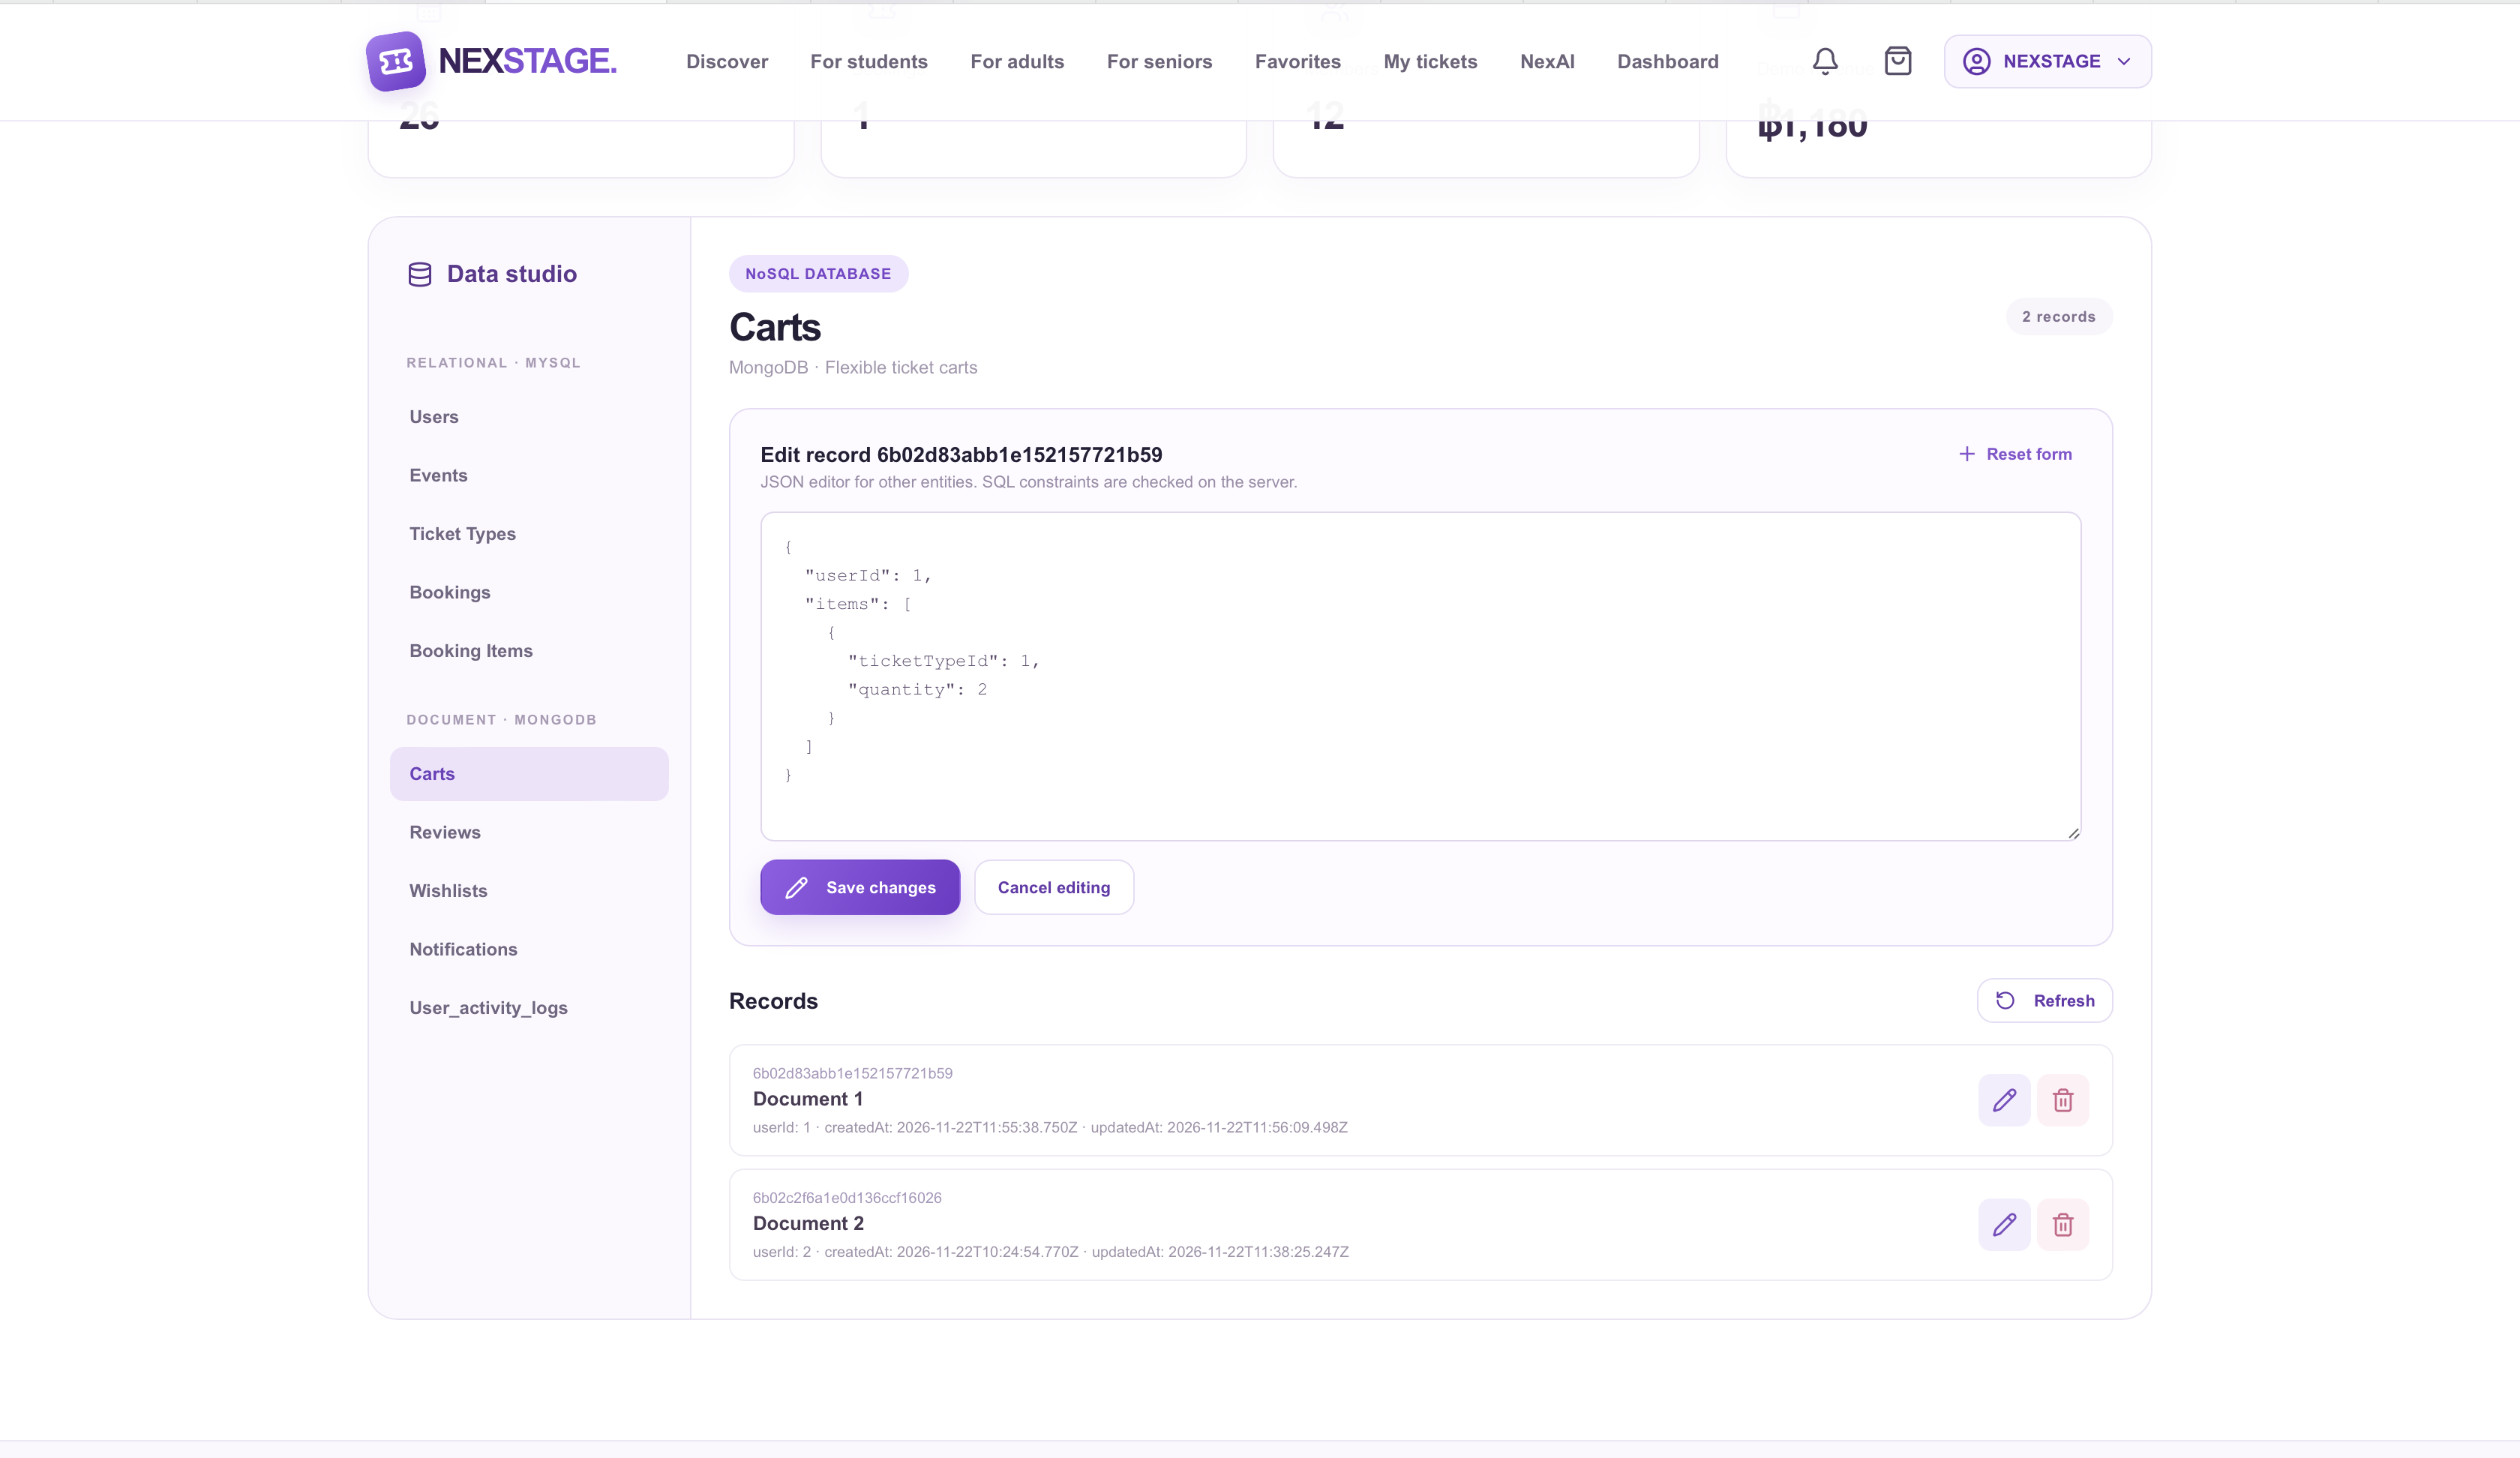 NEXSTAGE.
Discover
For students
For adults
For seniors
Favorites
My tickets
NexAI
Dashboard
NEXSTAGE
26
1
12
฿1,180
Data studio
RELATIONAL · MYSQL
Users
Events
Ticket Types
Bookings
Booking Items
DOCUMENT · MONGODB
Carts
Reviews
Wishlists
Notifications
User_activity_logs
NoSQL DATABASE
Carts
2 records
MongoDB · Flexible ticket carts
Edit record 6b02d83abb1e152157721b59
Reset form
JSON editor for other entities. SQL constraints are checked on the server.
{
  "userId": 1,
  "items": [
    {
      "ticketTypeId": 1,
      "quantity": 2
    }
  ]
}
Save changes
Cancel editing
Records
Refresh
6b02d83abb1e152157721b59
Document 1
userId: 1 · createdAt: 2026-11-22T11:55:38.750Z · updatedAt: 2026-11-22T11:56:09.498Z
6b02c2f6a1e0d136ccf16026
Document 2
userId: 2 · createdAt: 2026-11-22T10:24:54.770Z · updatedAt: 2026-11-22T11:38:25.247Z